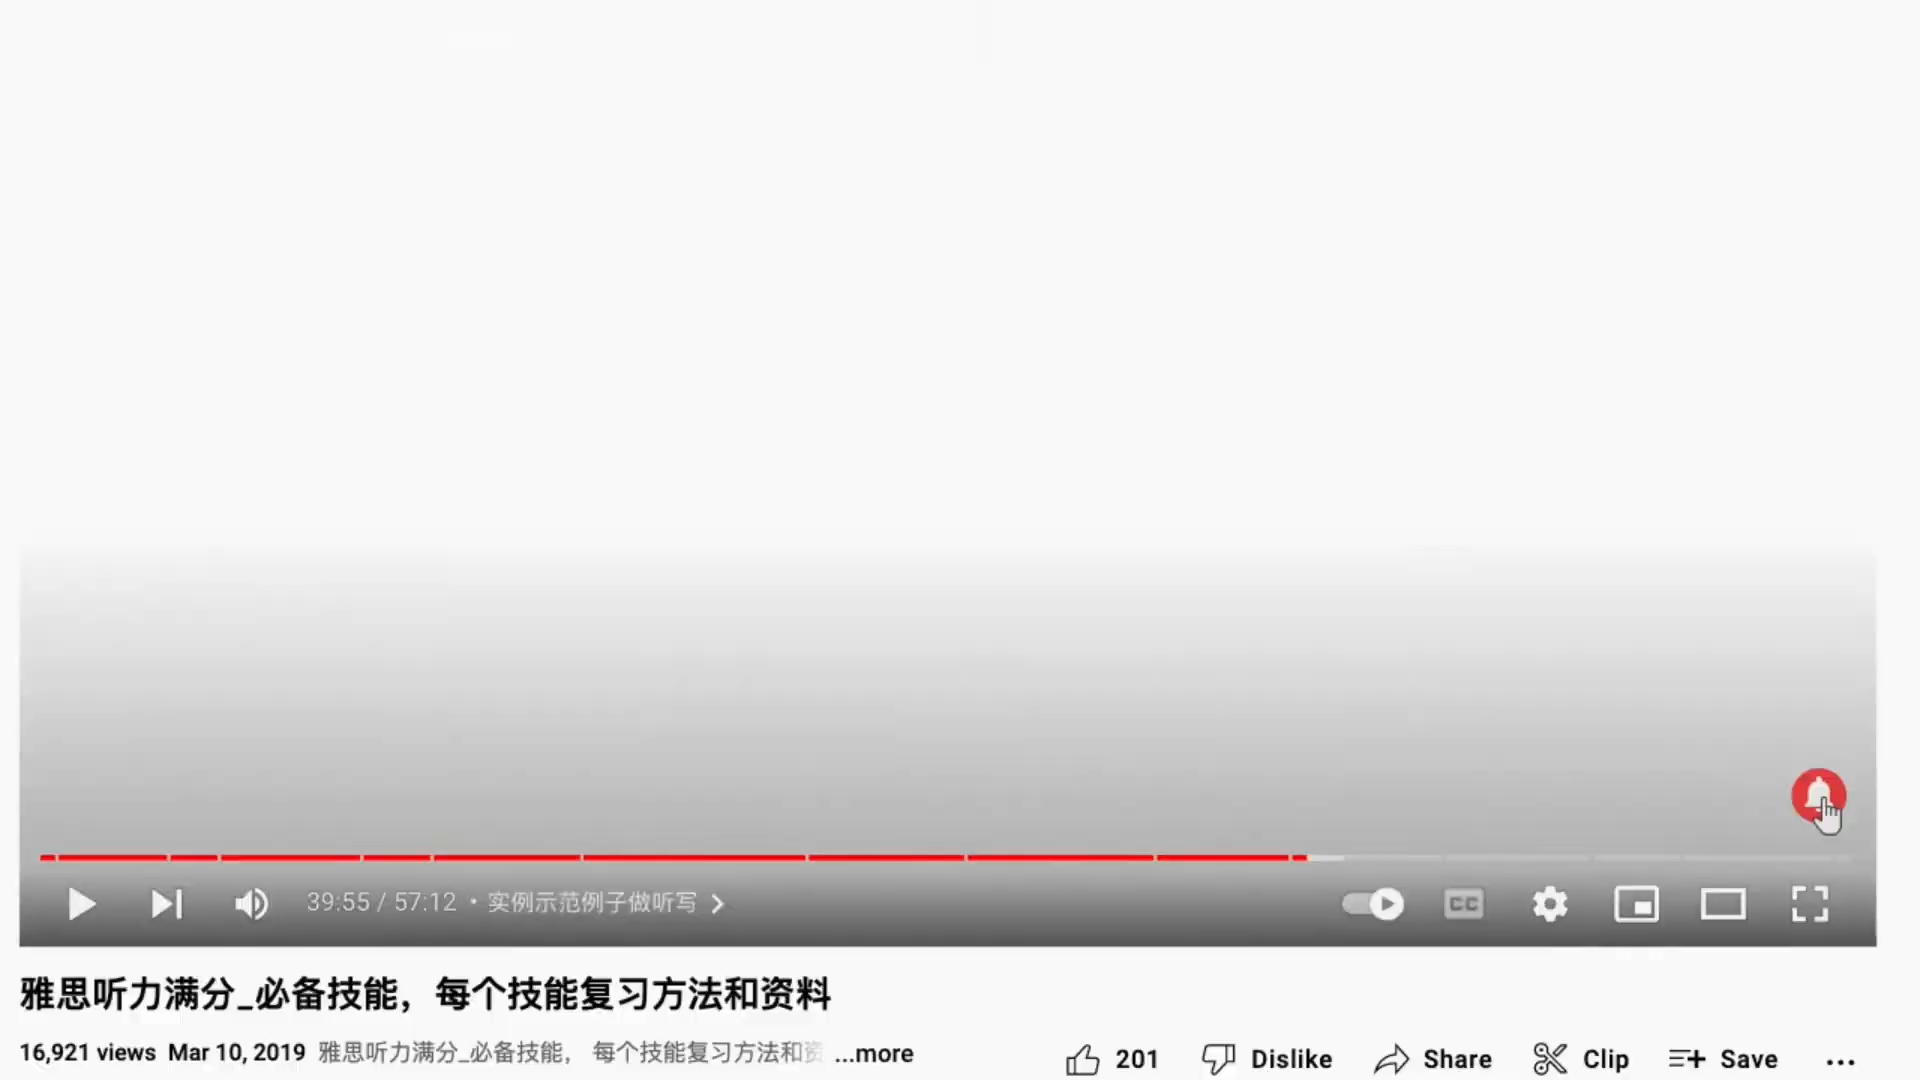 39:55 / 57:12 • 实例示范例子做听写
CC
雅思听力满分_必备技能，每个技能复习方法和资料
16,921 views Mar 10, 2019 雅思听力满分_必备技能， 每个技能复习方法和资 ...more
201 Dislike Share Clip Save ...